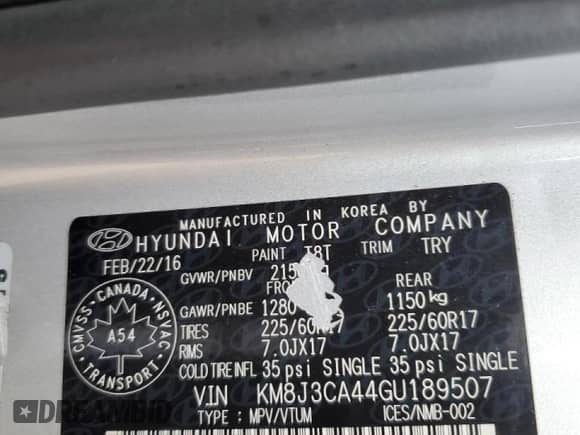 MANUFACTURED IN KOREA BY
HYUNDAI MOTOR COMPANY
FEB/22/16 PAINT T8T TRIM TRY
GVWR/PNBV
FRONT REAR
GAWR/PNBE 1280 1150 kg
TIRES 225/60R17 225/60R17
RIMS 7.0JX17 7.0JX17
COLD TIRE INFL 35 psi SINGLE 35 psi SINGLE
VIN KM8J3CA44GU189507
TYPE : MPV/VTUM ICES/NMB-002
CMVSS · CANADA · NSVAC
A54
TRANSPORT
DREAMBID